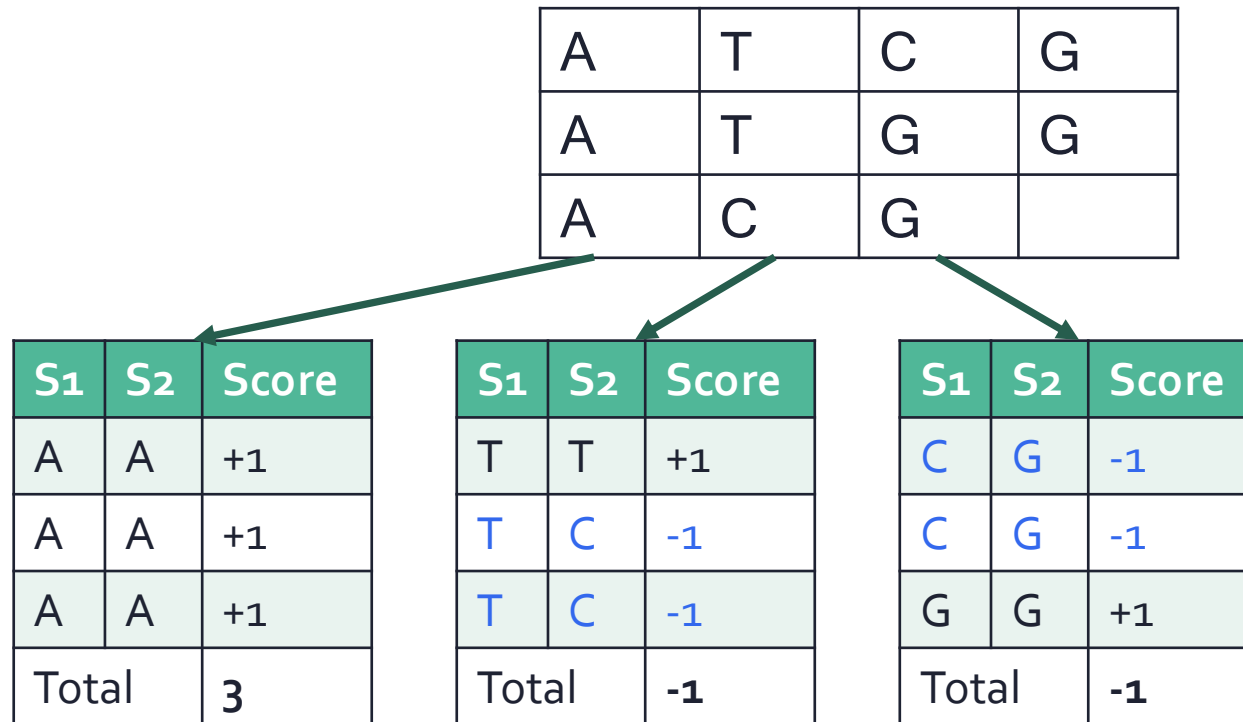 A T C G
A T G G
A C G
S1 S2 Score
A A +1
A A +1
A A +1
Total 3
S1 S2 Score
T T +1
T C -1
T C -1
Total -1
S1 S2 Score
C G -1
C G -1
G G +1
Total -1